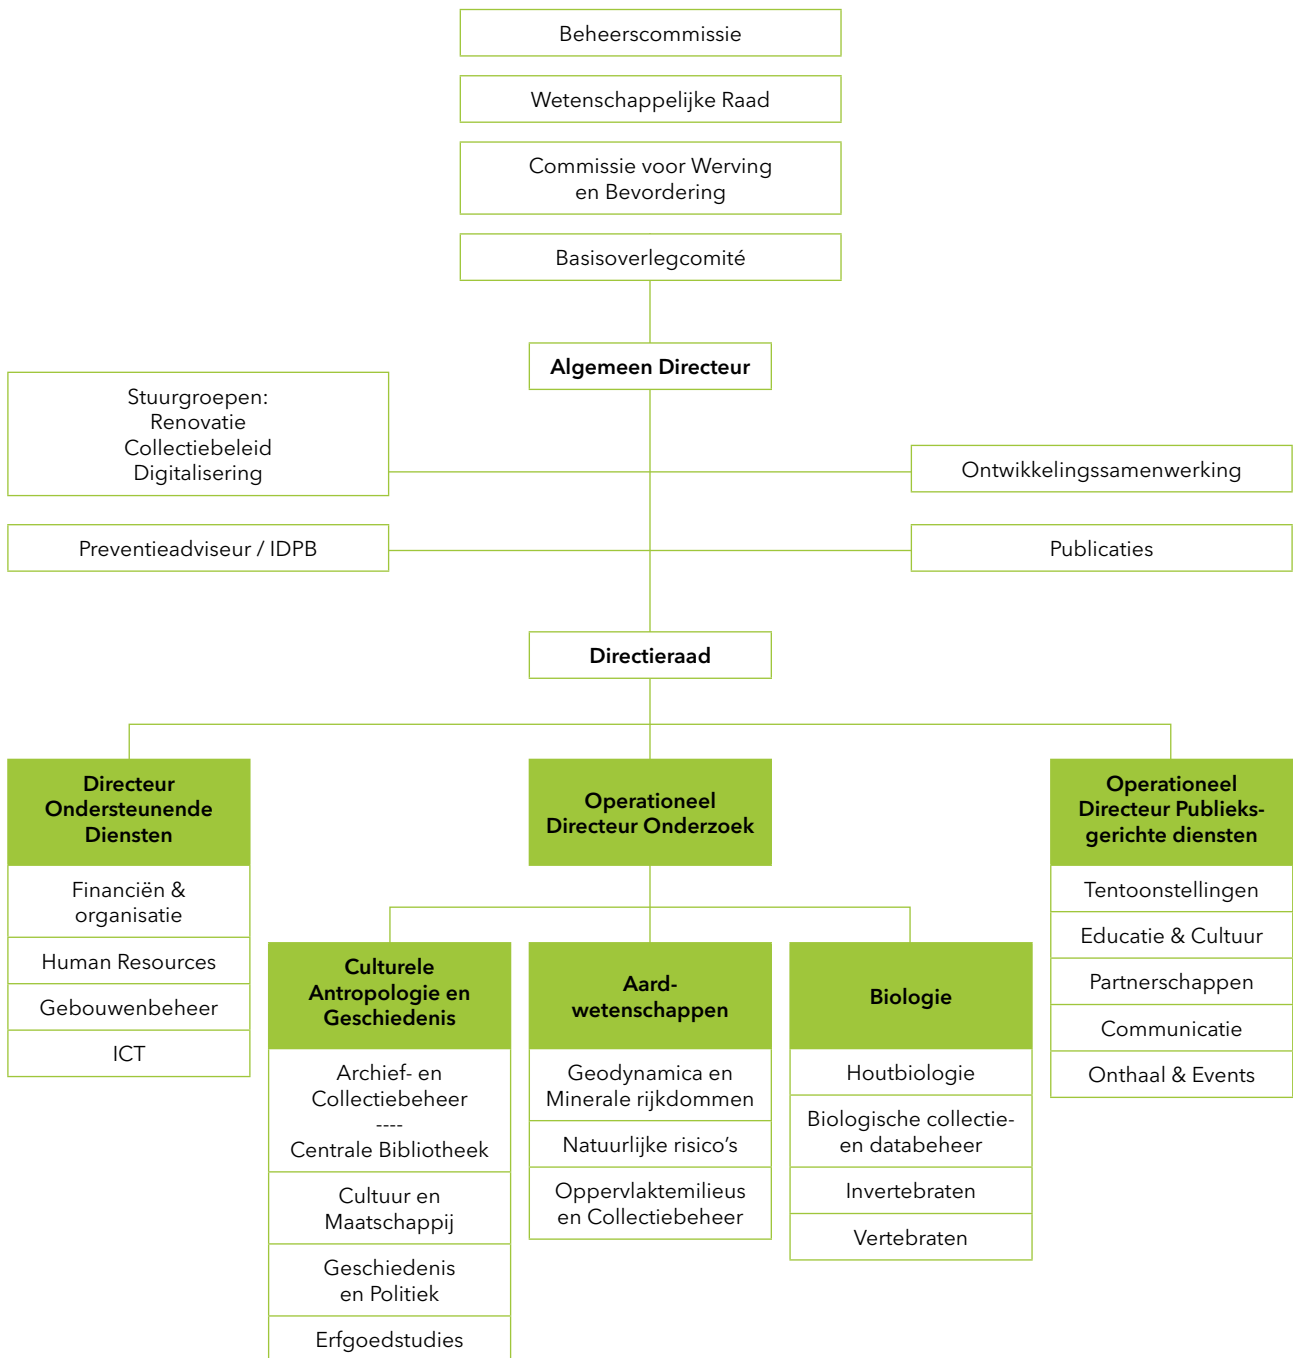 Beheerscommissie
Wetenschappelijke Raad
Commissie voor Werving
en Bevordering
Basisoverlegcomité
Algemeen Directeur
Stuurgroepen:
Renovatie
Collectiebeleid
Digitalisering
Ontwikkelingssamenwerking
Preventieadviseur / IDPB
Publicaties
Directieraad
Directeur
Ondersteunende
Diensten
Financiën &
organisatie
Human Resources
Gebouwenbeheer
ICT
Operationeel
Directeur Onderzoek
Culturele
Antropologie en
Geschiedenis
Archief- en
Collectiebeheer
----
Centrale Bibliotheek
Cultuur en
Maatschappij
Geschiedenis
en Politiek
Erfgoedstudies
Aard-
wetenschappen
Geodynamica en
Minerale rijkdommen
Natuurlijke risico’s
Oppervlaktemilieus
en Collectiebeheer
Biologie
Houtbiologie
Biologische collectie-
en databeheer
Invertebraten
Vertebraten
Operationeel
Directeur Publieks-
gerichte diensten
Tentoonstellingen
Educatie & Cultuur
Partnerschappen
Communicatie
Onthaal & Events